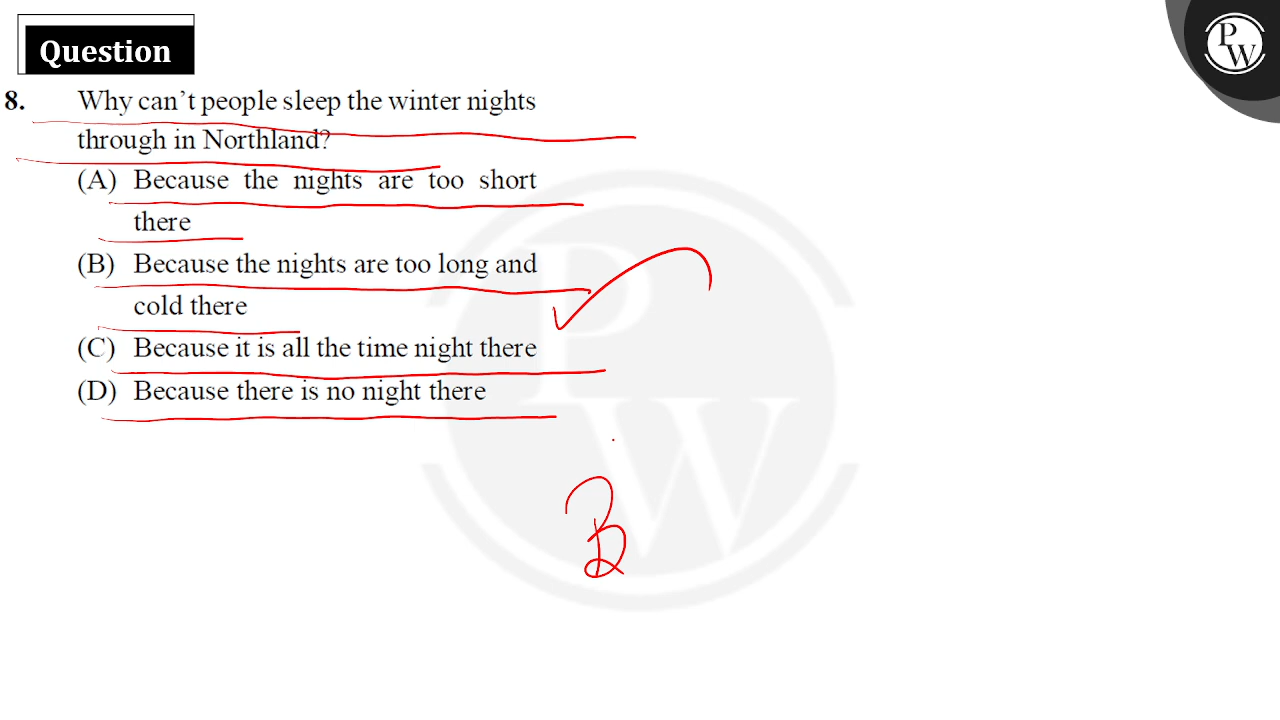 Question
PW
8. Why can't people sleep the winter nights
through in Northland?
(A) Because the nights are too short
there
(B) Because the nights are too long and
cold there
(C) Because it is all the time night there
(D) Because there is no night there
PW
B